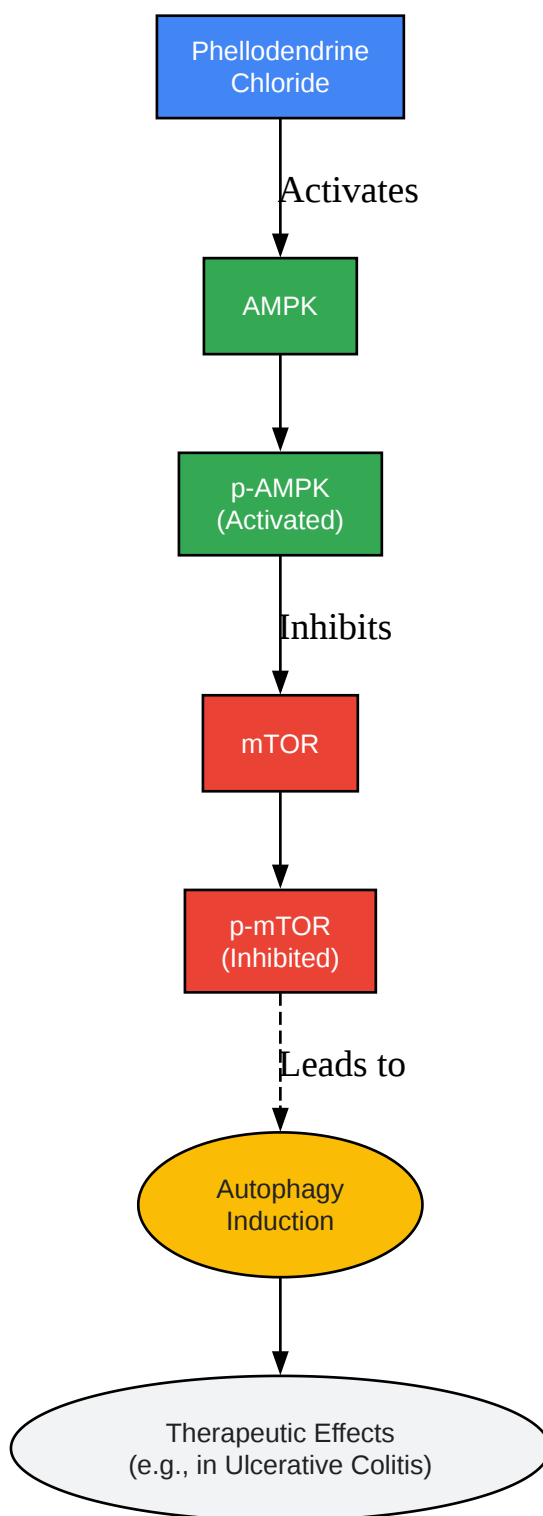 Phellodendrine
Chloride
Activates
AMPK
p-AMPK
(Activated)
Inhibits
mTOR
p-mTOR
(Inhibited)
Leads to
Autophagy
Induction
Therapeutic Effects
(e.g., in Ulcerative Colitis)